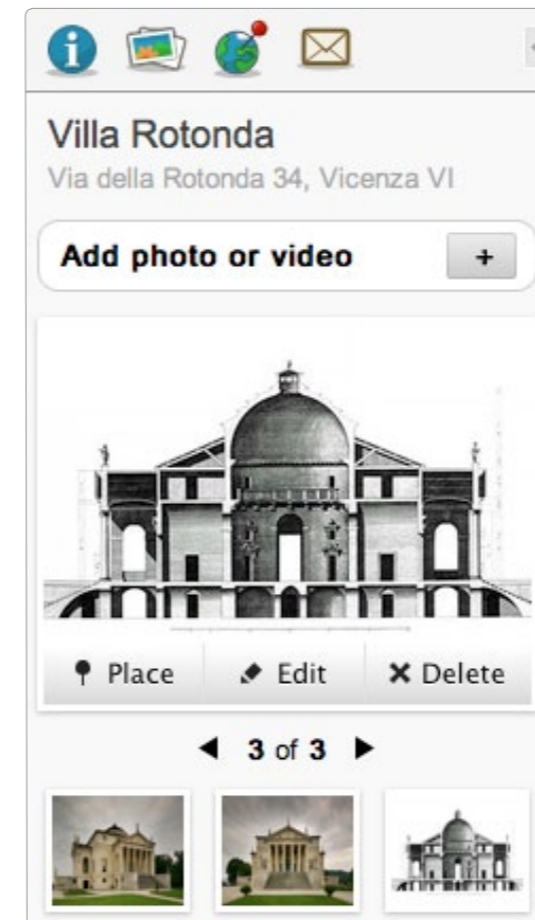 Villa Rotonda
Via della Rotonda 34, Vicenza VI
Add photo or video +
Place Edit Delete
3 of 3